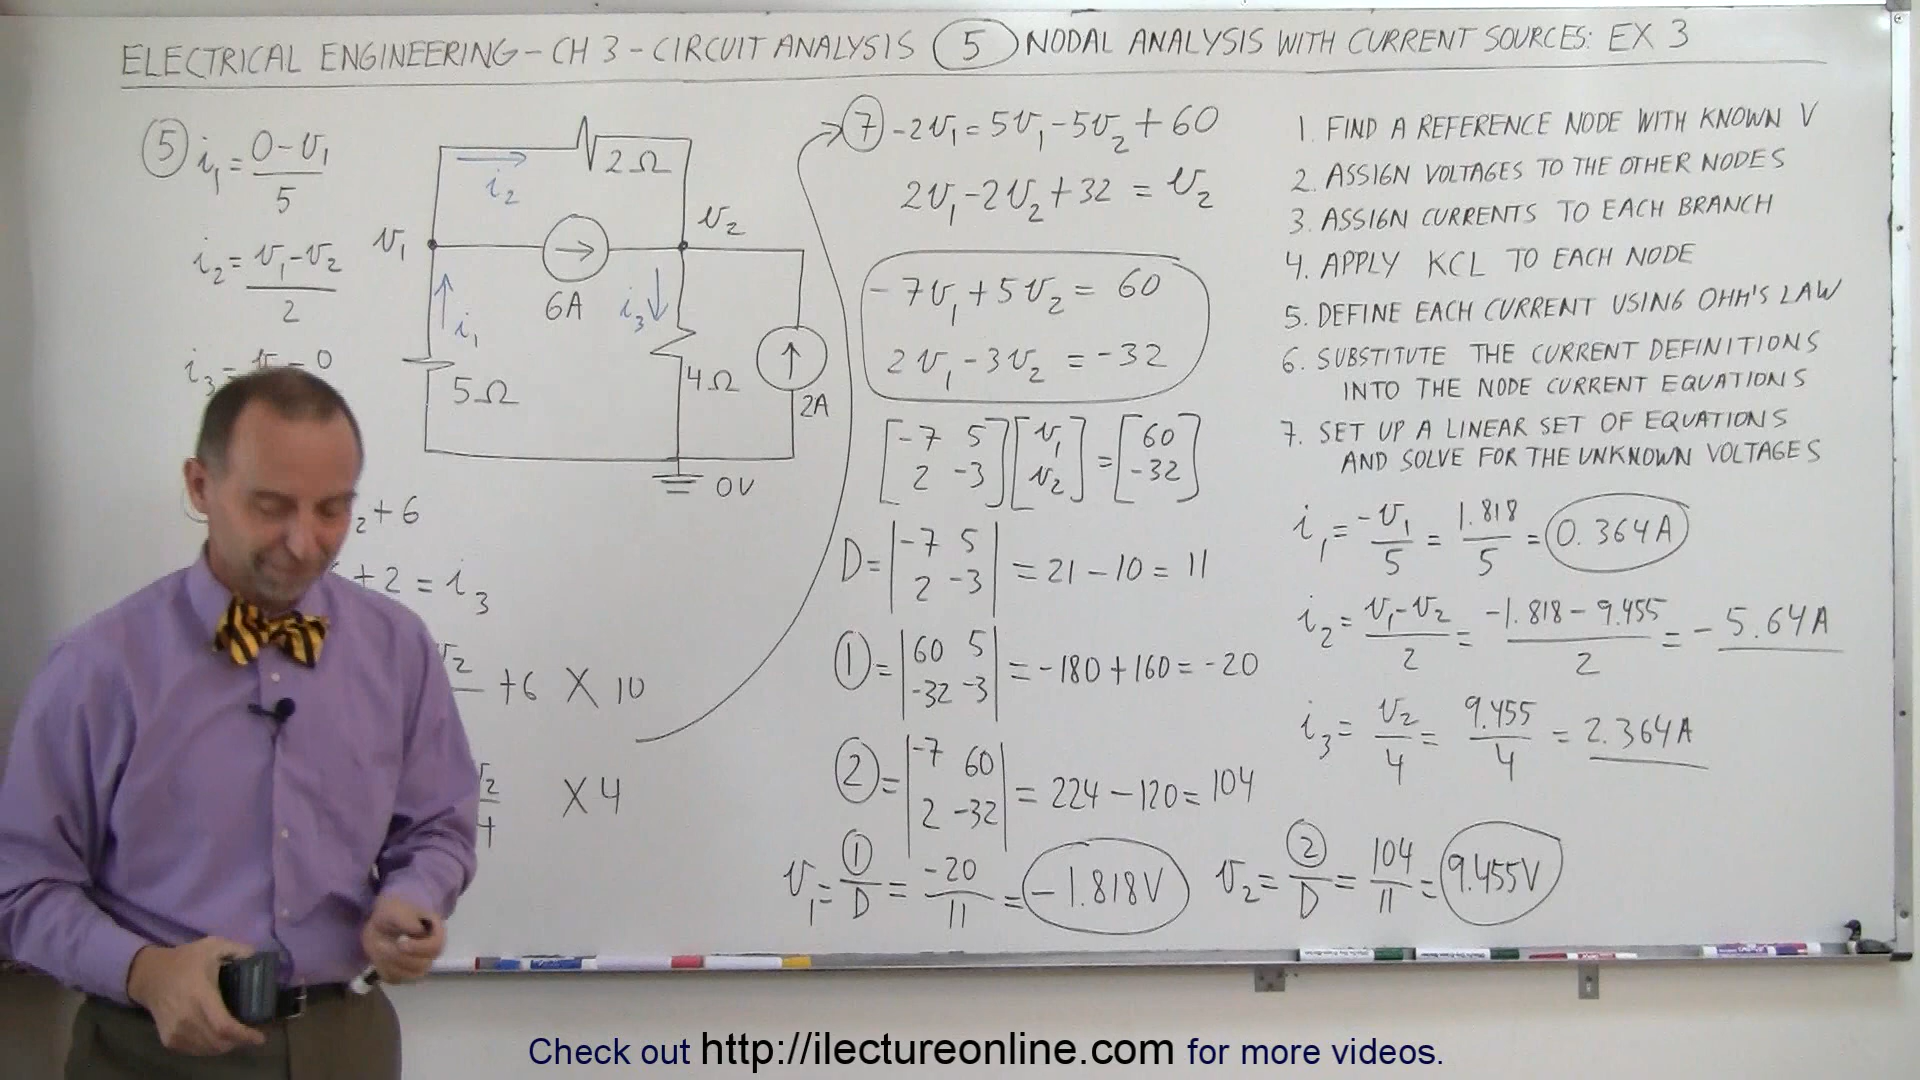 ELECTRICAL ENGINEERING - CH 3 - CIRCUIT ANALYSIS (5) NODAL ANALYSIS WITH CURRENT SOURCES: EX 3
(5) i₁ = 0 - v₁ / 5
i₂ = v₁ - v₂ / 2
i₃ = v - 0
2Ω
i₂
v₁
v₂
6A
i₃
i₁
5Ω
4Ω
2A
0V
₂ + 6
+ 2 = i₃
v₂ + 6 X 10
v₂ X 4
(7) -2v₁ = 5v₁ - 5v₂ + 60
2v₁ - 2v₂ + 32 = v₂
-7v₁ + 5v₂ = 60
2v₁ - 3v₂ = -32
[-7 5] [v₁] = [60]
[2 -3] [v₂] [-32]
D = |-7 5| = 21 - 10 = 11
|2 -3|
(1) = |60 5| = -180 + 160 = -20
|-32 -3|
(2) = |-7 60| = 224 - 120 = 104
|2 -32|
v₁ = (1) / D = -20 / 11 = -1.818V
v₂ = (2) / D = 104 / 11 = 9.455V
1. FIND A REFERENCE NODE WITH KNOWN V
2. ASSIGN VOLTAGES TO THE OTHER NODES
3. ASSIGN CURRENTS TO EACH BRANCH
4. APPLY KCL TO EACH NODE
5. DEFINE EACH CURRENT USING OHH'S LAW
6. SUBSTITUTE THE CURRENT DEFINITIONS
INTO THE NODE CURRENT EQUATIONS
7. SET UP A LINEAR SET OF EQUATIONS
AND SOLVE FOR THE UNKNOWN VOLTAGES
i₁ = -v₁ / 5 = 1.818 / 5 = 0.364A
i₂ = v₁ - v₂ / 2 = -1.818 - 9.455 / 2 = -5.64A
i₃ = v₂ / 4 = 9.455 / 4 = 2.364A
Check out http://ilectureonline.com for more videos.